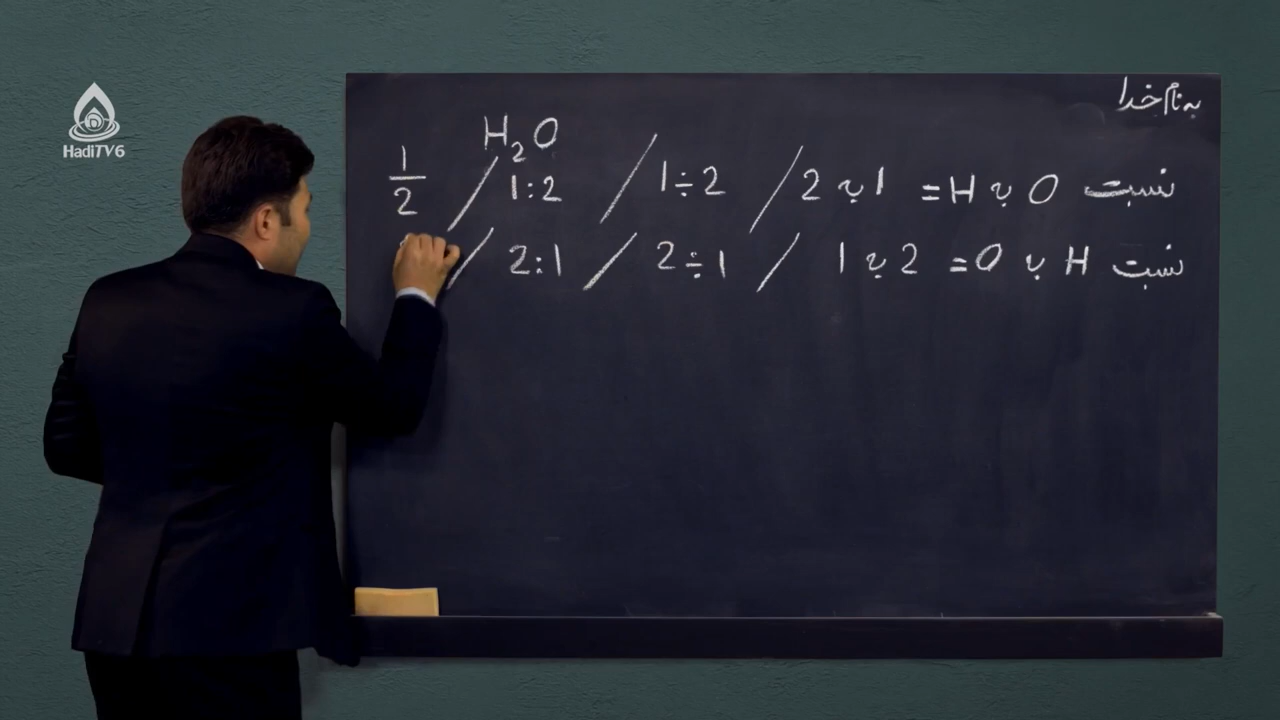 HadiTV6
به نام خدا
H₂O
نسبت O به H = 1 به 2 / 1÷2 / 1:2 / 1/2
نسبت H به O = 2 به 1 / 2÷1 / 2:1 /